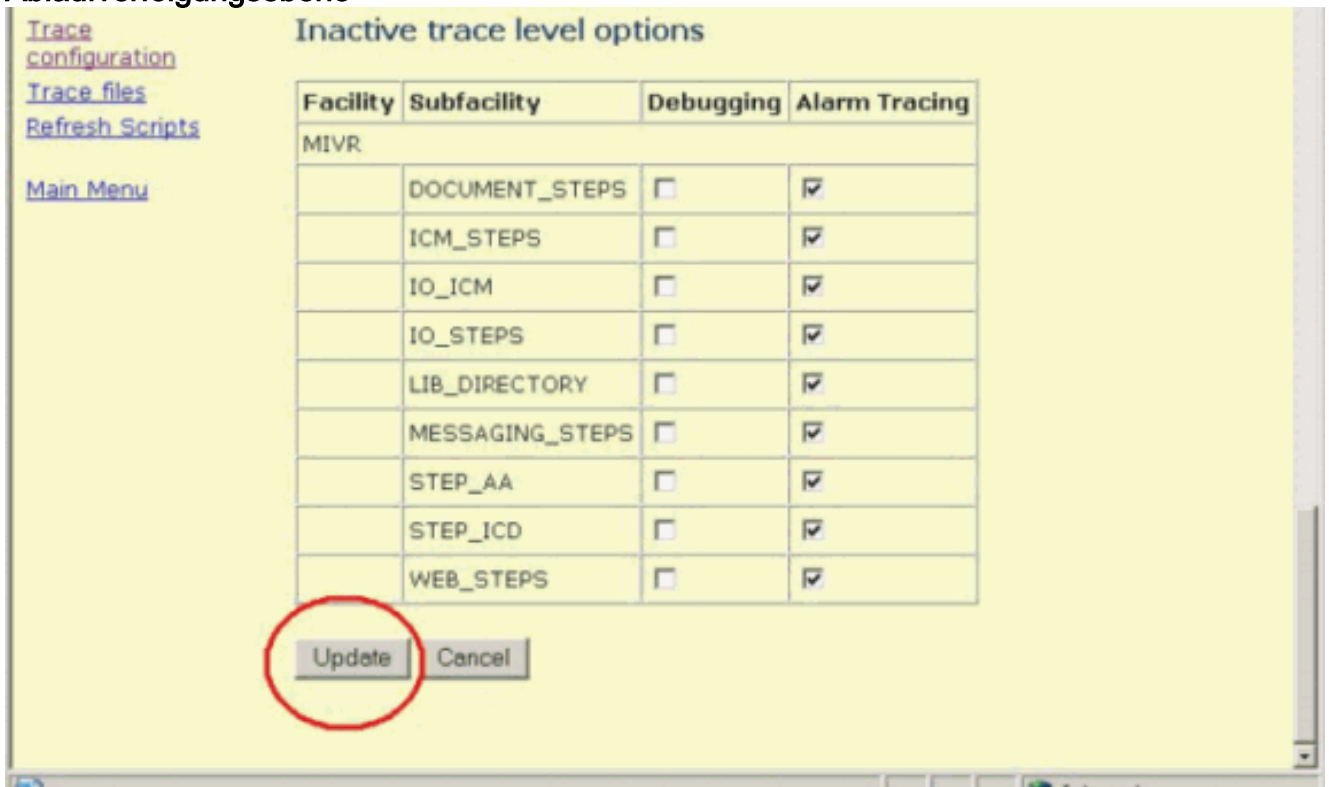 Ablaufverfolgungsebene
Trace
configuration
Trace files
Refresh Scripts
Main Menu
Inactive trace level options
Facility Subfacility Debugging Alarm Tracing
MIVR
DOCUMENT_STEPS
ICM_STEPS
IO_ICM
IO_STEPS
LIB_DIRECTORY
MESSAGING_STEPS
STEP_AA
STEP_ICD
WEB_STEPS
Update Cancel